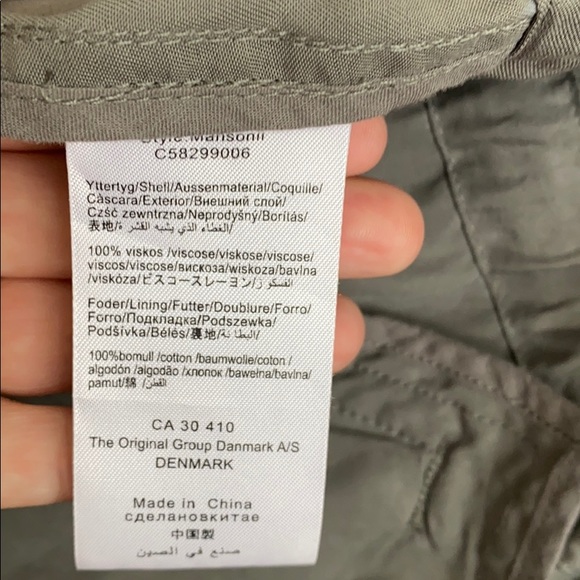 Style:Mansonii
C58299006
Yttertyg/Shell/Aussenmaterial/Coquille/
Càscara/Exterior/Внешний слой/
Czść zewntrzna/Neprodyšný/Borítás/
表地/الغطاء الذي يشبه القشر ة/
100% viskos /viscose/viskose/viscose/
viscos/viscose/вискоза/wiskoza/bavlna
/viskóza/ビスコースレーヨン/الفسكوز/
Foder/Lining/Futter/Doublure/Forro/
Forro/Подкладка/Podszewka/
Podšívka/Bélés/裏地/البطا نة/
100%bomull /cotton /baumwolle/coton /
algodón /algodão /хлопок /bawełna/bavlna/
pamut/綿 /القطن/
CA 30 410
The Original Group Danmark A/S
DENMARK
Made in China
сделановкитае
中国製
صنع في الصين